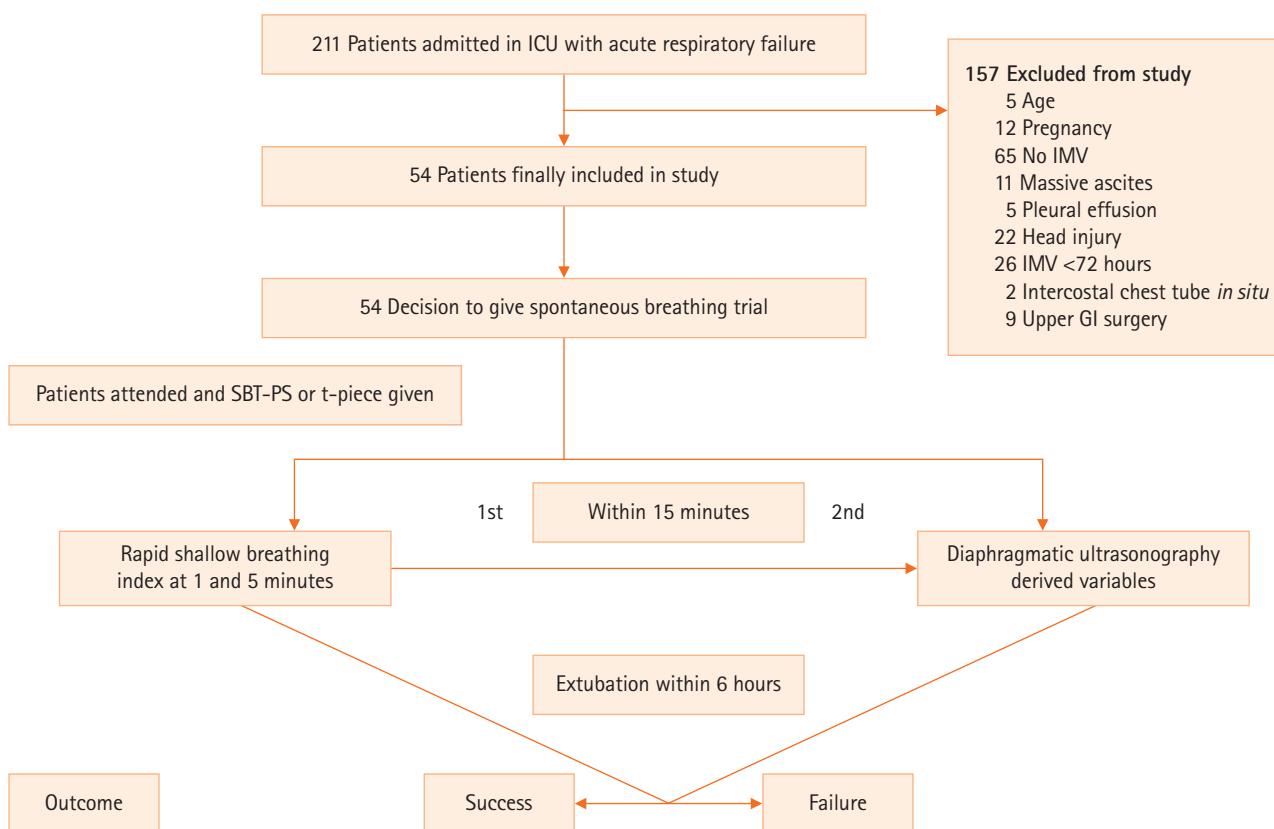 211 Patients admitted in ICU with acute respiratory failure
157 Excluded from study
5 Age
12 Pregnancy
65 No IMV
11 Massive ascites
5 Pleural effusion
22 Head injury
26 IMV <72 hours
2 Intercostal chest tube in situ
9 Upper GI surgery
54 Patients finally included in study
54 Decision to give spontaneous breathing trial
Patients attended and SBT-PS or t-piece given
1st
Within 15 minutes
2nd
Rapid shallow breathing
index at 1 and 5 minutes
Diaphragmatic ultrasonography
derived variables
Extubation within 6 hours
Outcome
Success
Failure